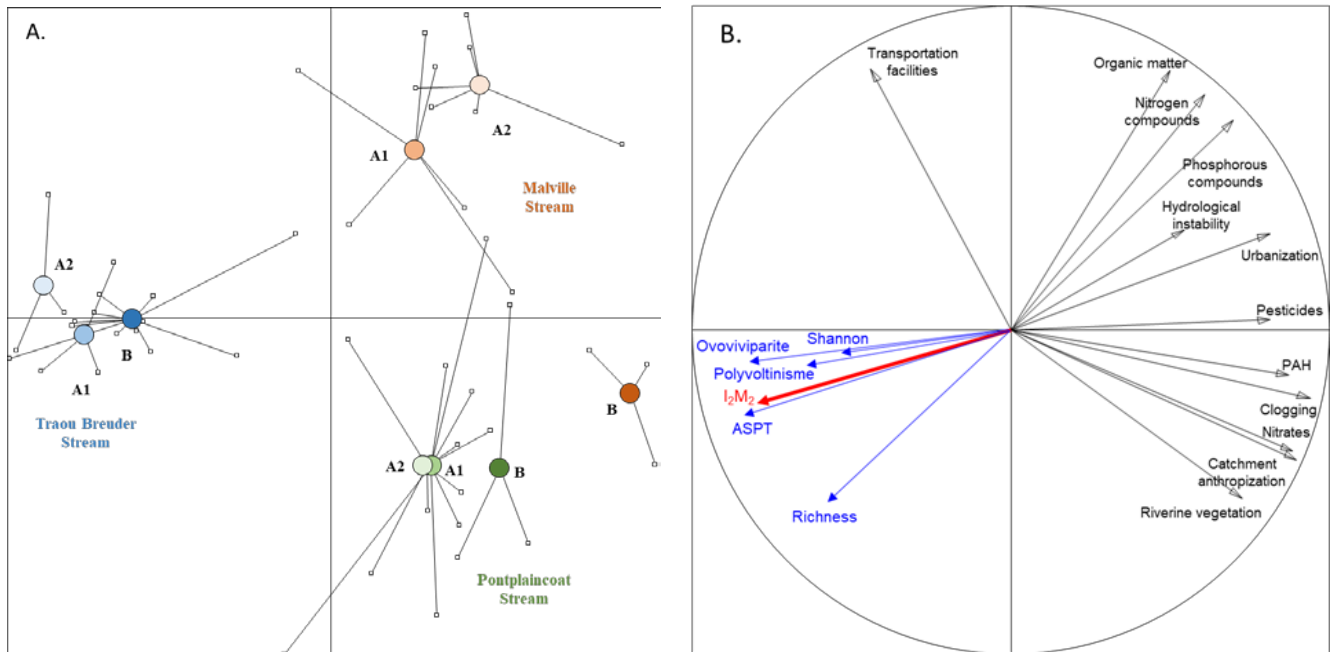 A.
A2
A1
Malville
Stream
A2
B
A1
Traou Breuder
Stream
B
A2
A1
B
Pontplaincoat
Stream
B.
Transportation
facilities
Organic matter
Nitrogen
compounds
Phosphorous
compounds
Hydrological
instability
Urbanization
Pesticides
Shannon
Ovoviviparite
Polyvoltinisme
I₂M₂
ASPT
Richness
PAH
Clogging
Nitrates
Catchment
anthropization
Riverine vegetation